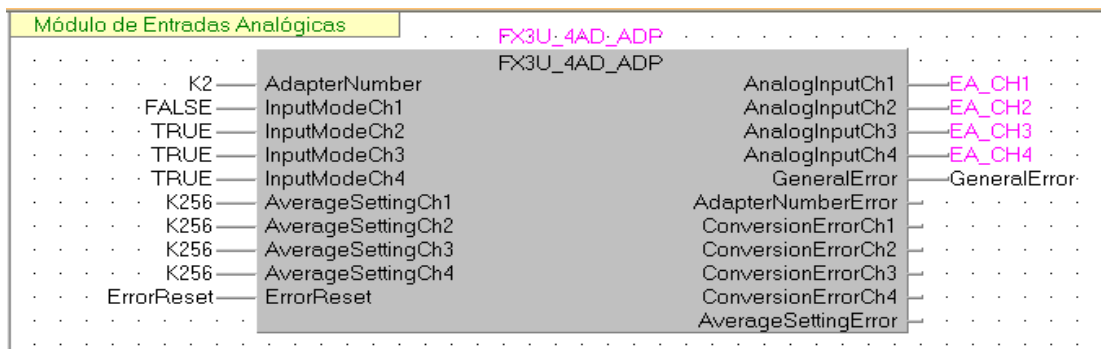 Módulo de Entradas Analógicas
FX3U_4AD_ADP
FX3U_4AD_ADP
K2 AdapterNumber AnalogInputCh1 EA_CH1
FALSE InputModeCh1 AnalogInputCh2 EA_CH2
TRUE InputModeCh2 AnalogInputCh3 EA_CH3
TRUE InputModeCh3 AnalogInputCh4 EA_CH4
TRUE InputModeCh4 GeneralError GeneralError
K256 AverageSettingCh1 AdapterNumberError
K256 AverageSettingCh2 ConversionErrorCh1
K256 AverageSettingCh3 ConversionErrorCh2
K256 AverageSettingCh4 ConversionErrorCh3
ErrorReset ErrorReset ConversionErrorCh4
AverageSettingError